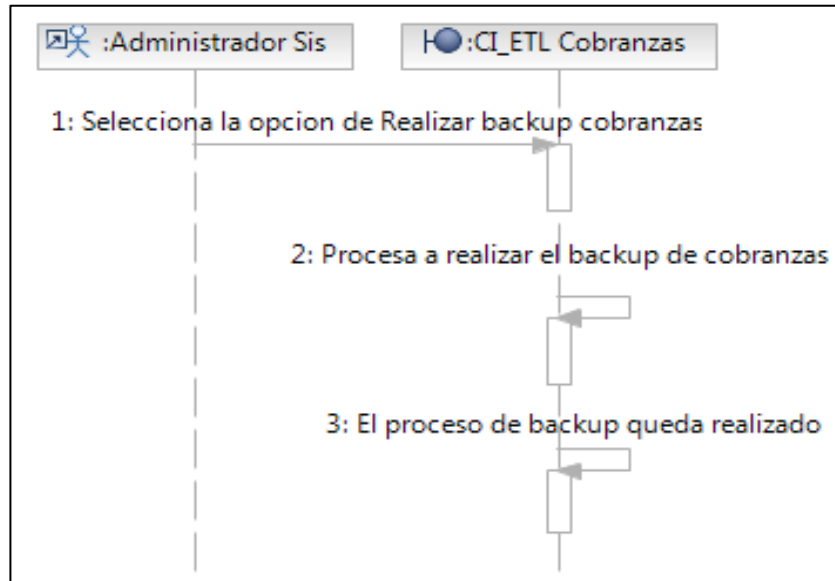 :Administrador Sis
:CI_ETL Cobranzas
1: Selecciona la opcion de Realizar backup cobranzas
2: Procesa a realizar el backup de cobranzas
3: El proceso de backup queda realizado